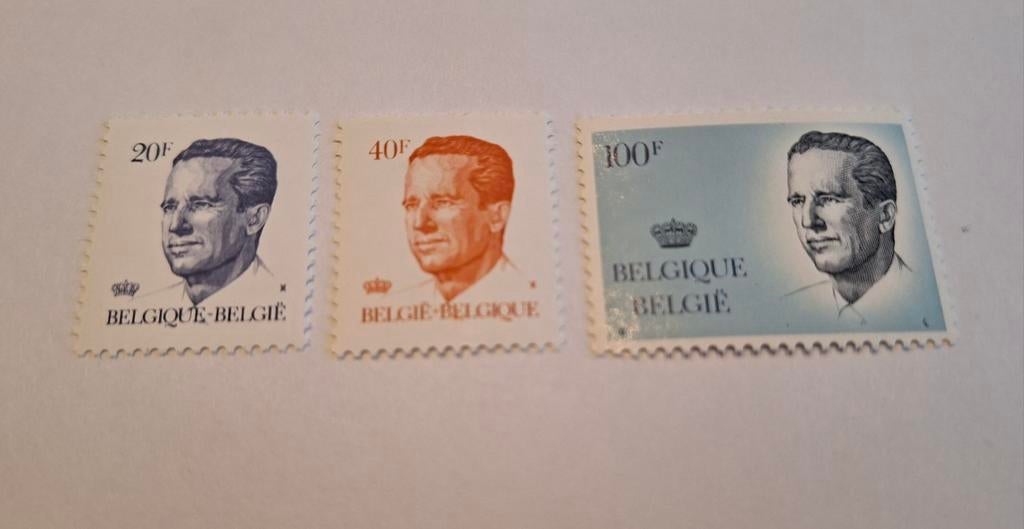 20F
BELGIQUE-BELGIË
40F
BELGIË-BELGIQUE
100F
BELGIQUE
BELGIË